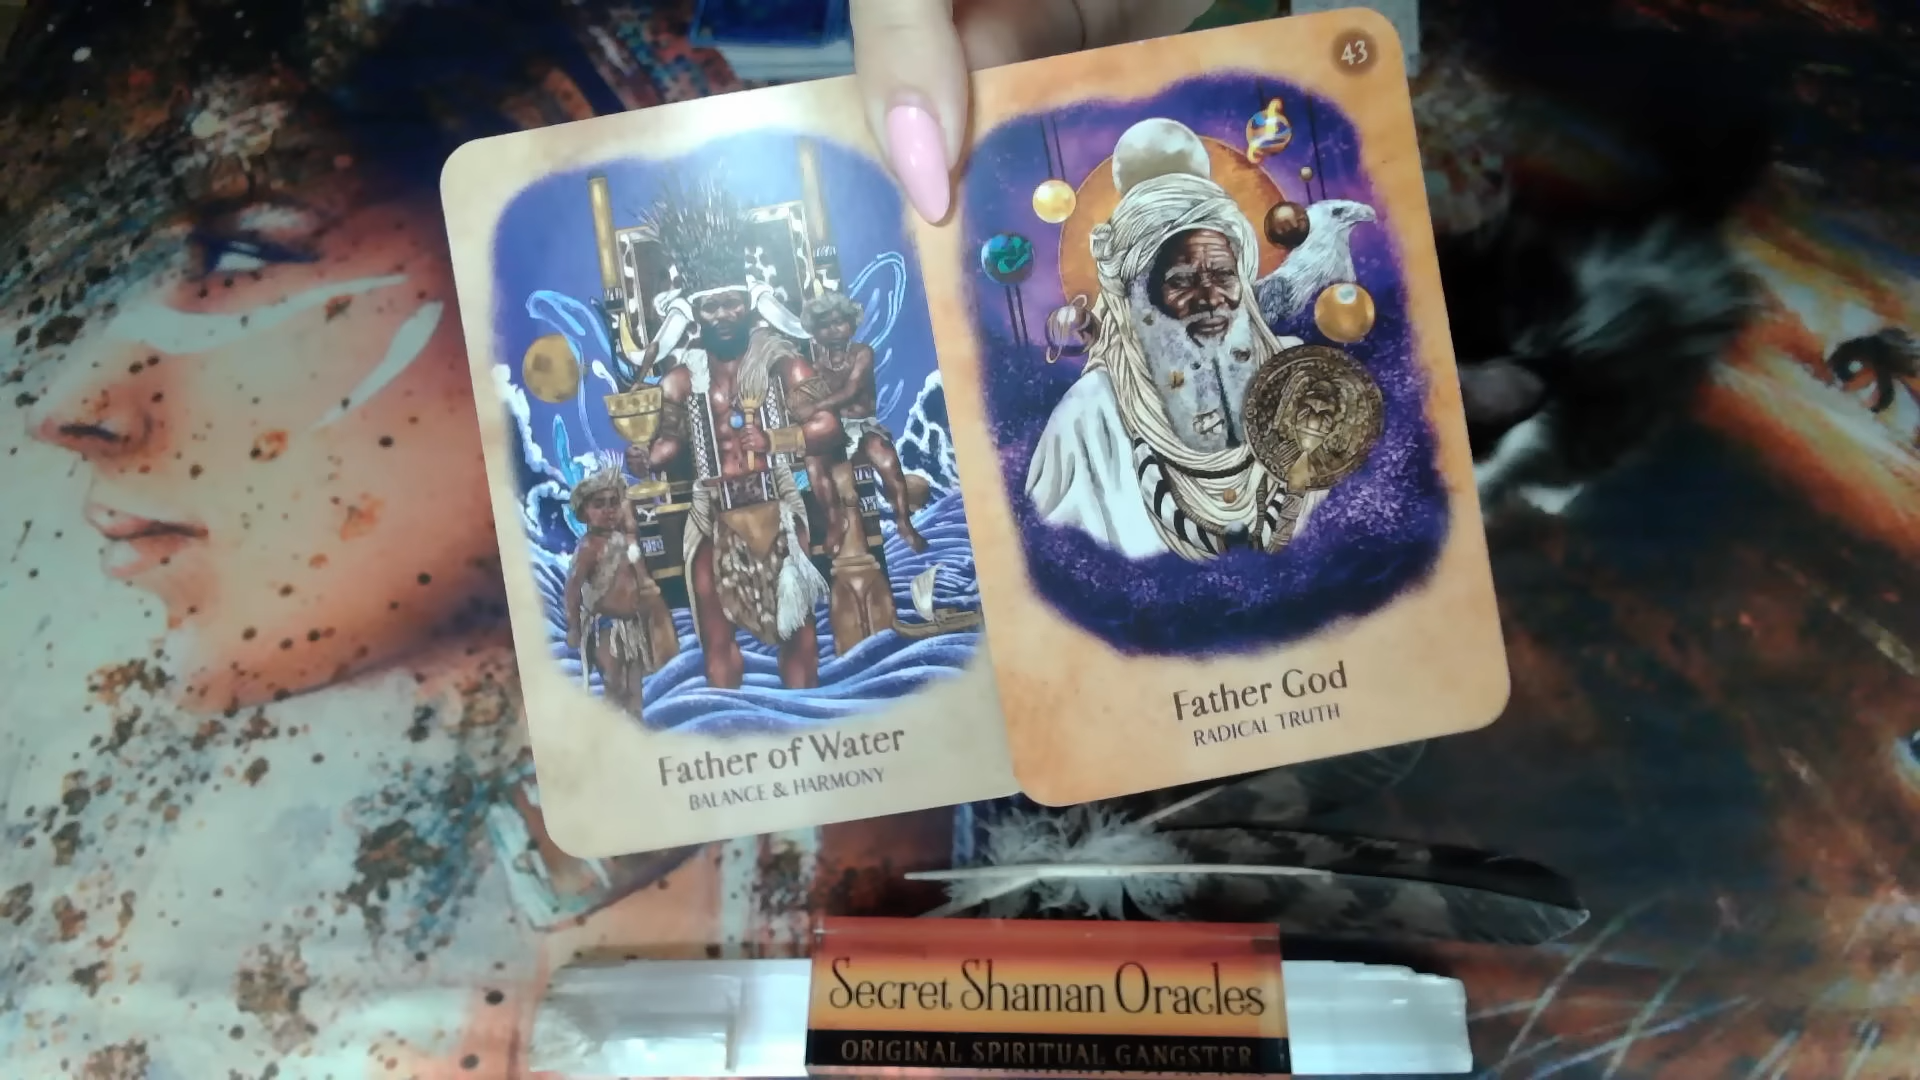 43
Father of Water
BALANCE & HARMONY
Father God
RADICAL TRUTH
Secret Shaman Oracles
ORIGINAL SPIRITUAL GANGSTER